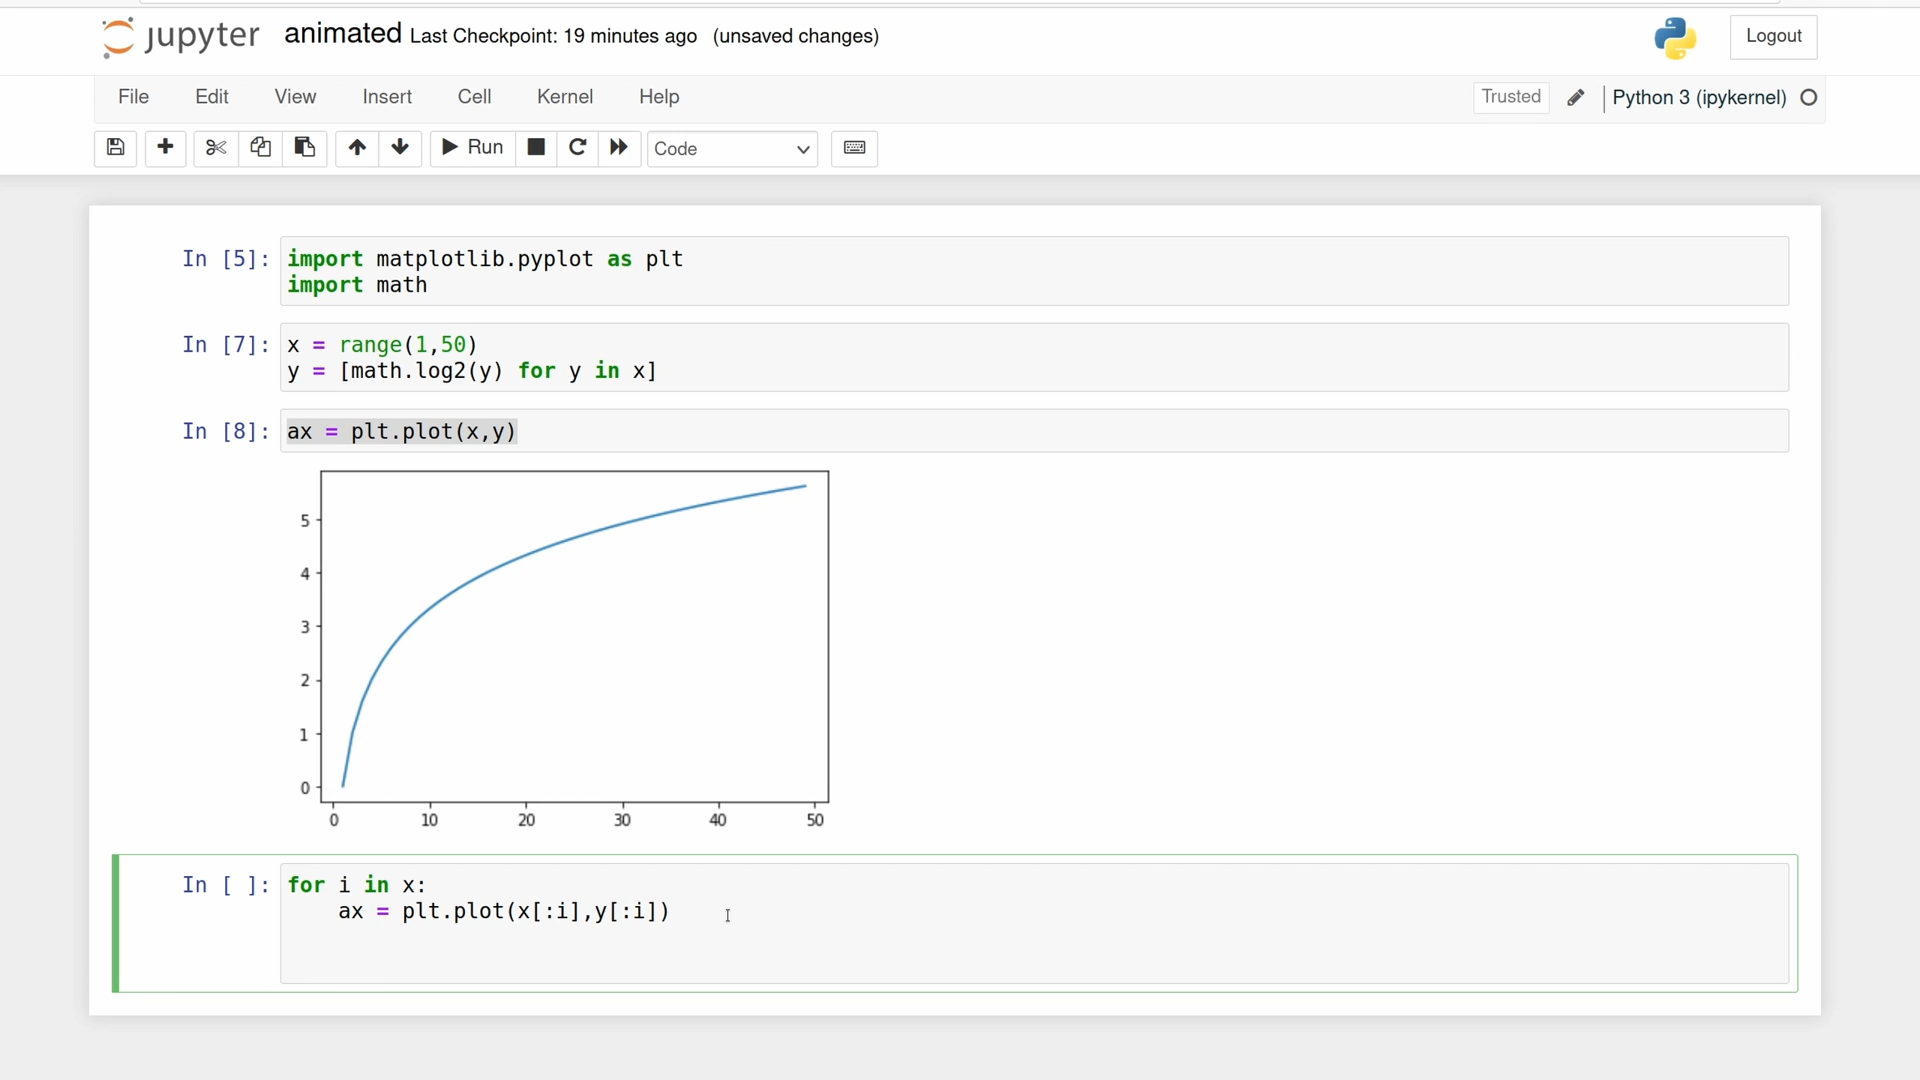 jupyter animated Last Checkpoint: 19 minutes ago (unsaved changes) Logout
File Edit View Insert Cell Kernel Help Trusted Python 3 (ipykernel)
Run Code
In [5]: import matplotlib.pyplot as plt
import math
In [7]: x = range(1,50)
y = [math.log2(y) for y in x]
In [8]: ax = plt.plot(x,y)
5
4
3
2
1
0
0 10 20 30 40 50
In [ ]: for i in x:
ax = plt.plot(x[:i],y[:i])